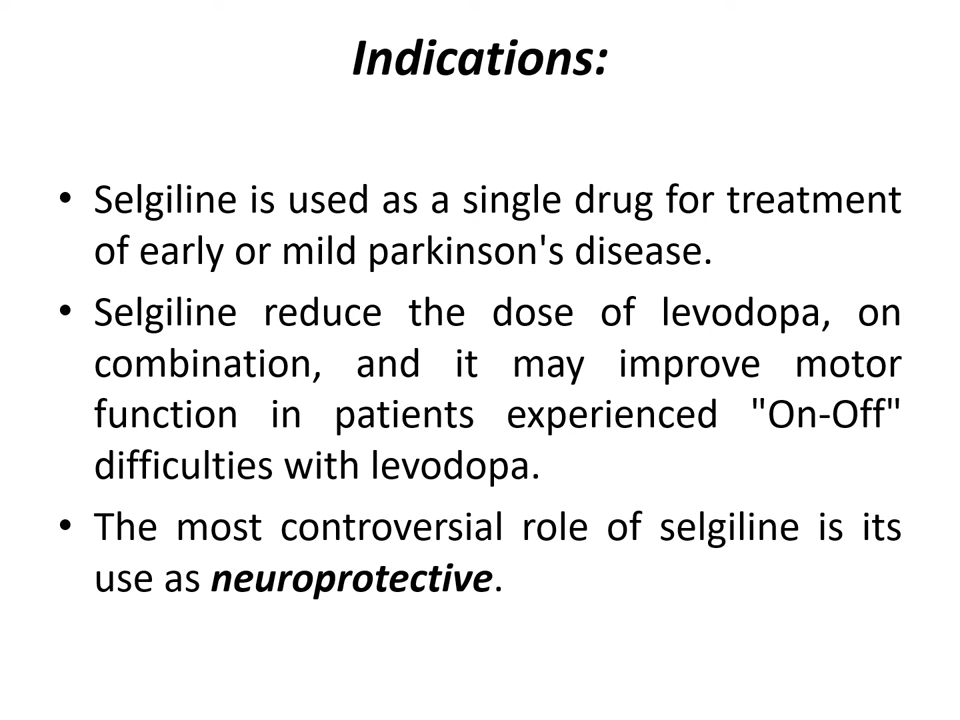 Indications:
• Selgiline is used as a single drug for treatment
of early or mild parkinson's disease.
• Selgiline reduce the dose of levodopa, on
combination, and it may improve motor
function in patients experienced "On-Off"
difficulties with levodopa.
• The most controversial role of selgiline is its
use as neuroprotective.